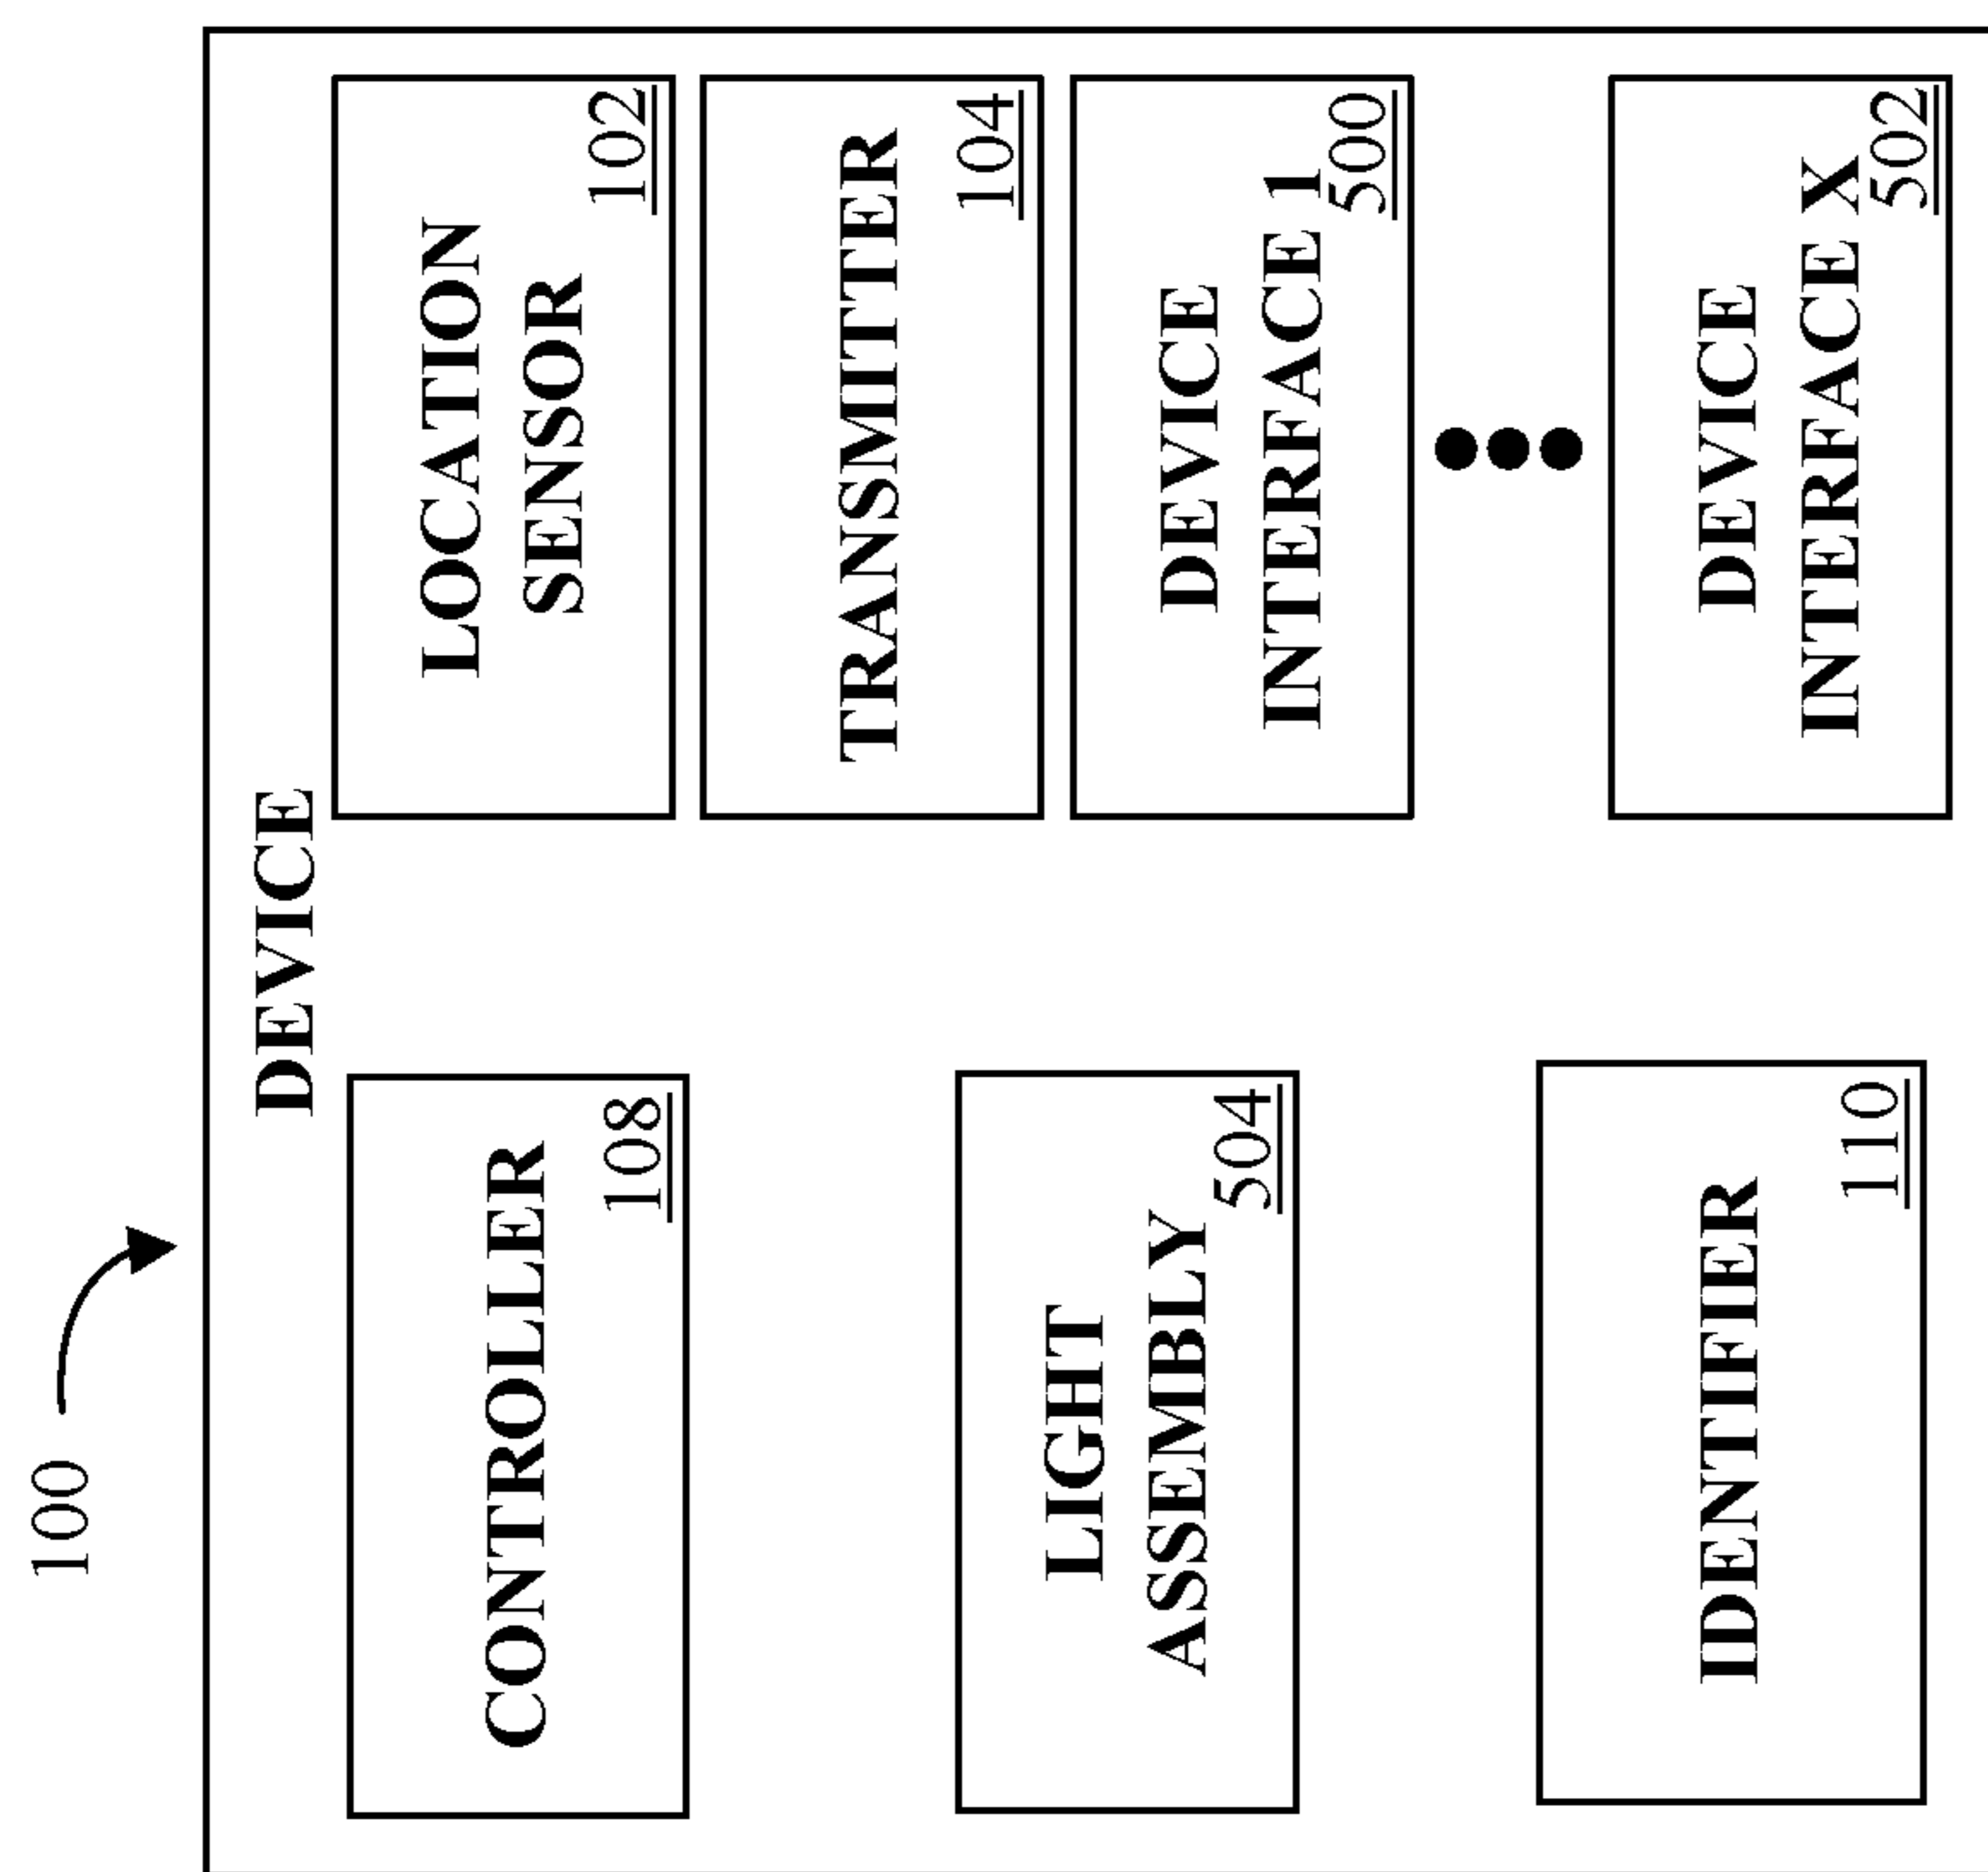 100
DEVICE
CONTROLLER
108
LIGHT
ASSEMBLY
504
IDENTIFIER
110
LOCATION
SENSOR
102
TRANSMITTER
104
DEVICE
INTERFACE 1
500
DEVICE
INTERFACE X
502